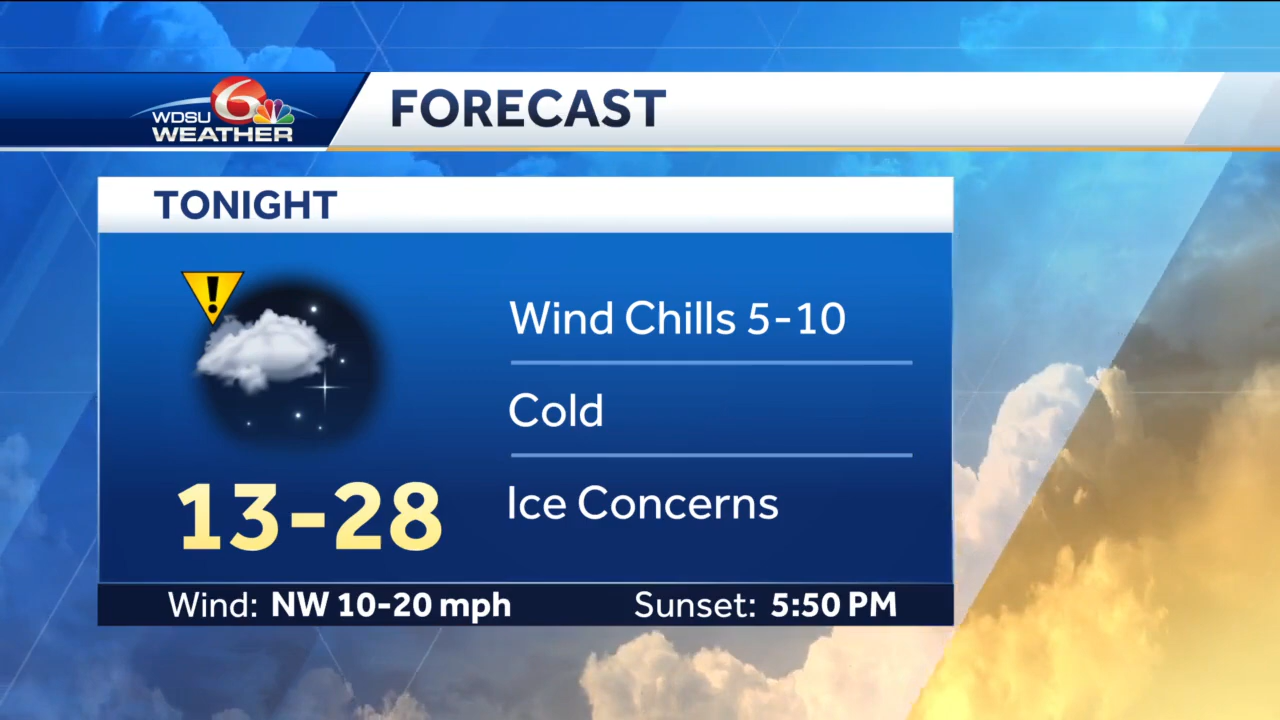 WDSU 6
WEATHER
FORECAST
TONIGHT
!
Wind Chills 5-10
Cold
Ice Concerns
13-28
Wind: NW 10-20 mph
Sunset: 5:50 PM